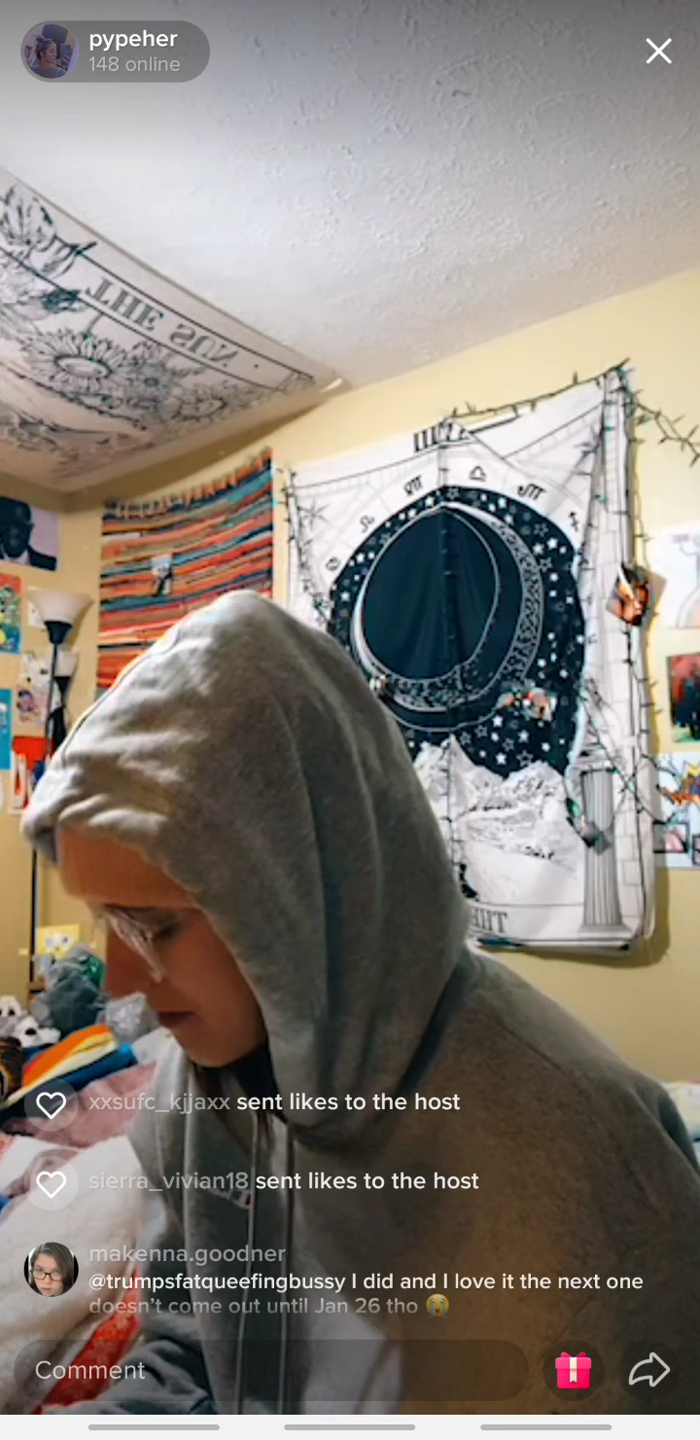 pypeher
148 online
THE SUN
xxsufc_kjjaxx sent likes to the host
sierra_vivian18 sent likes to the host
makenna.goodner
@trumpsfatqueefingbussy I did and I love it the next one
doesn't come out until Jan 26 tho 😭
Comment